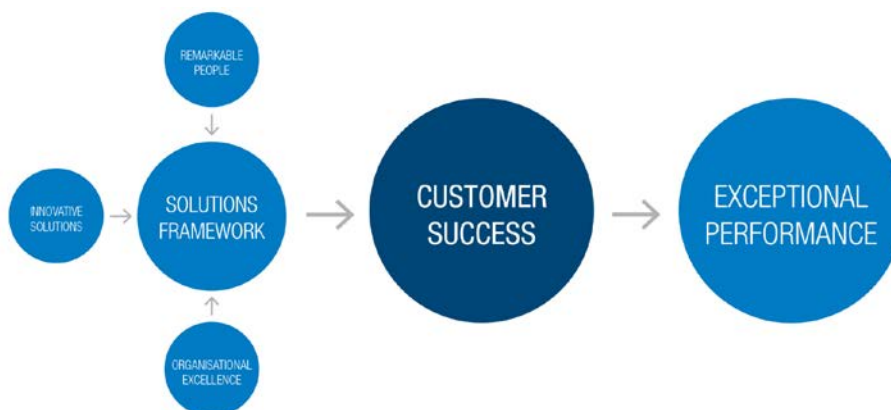 REMARKABLE
PEOPLE
INNOVATIVE
SOLUTIONS
SOLUTIONS
FRAMEWORK
CUSTOMER
SUCCESS
EXCEPTIONAL
PERFORMANCE
ORGANISATIONAL
EXCELLENCE